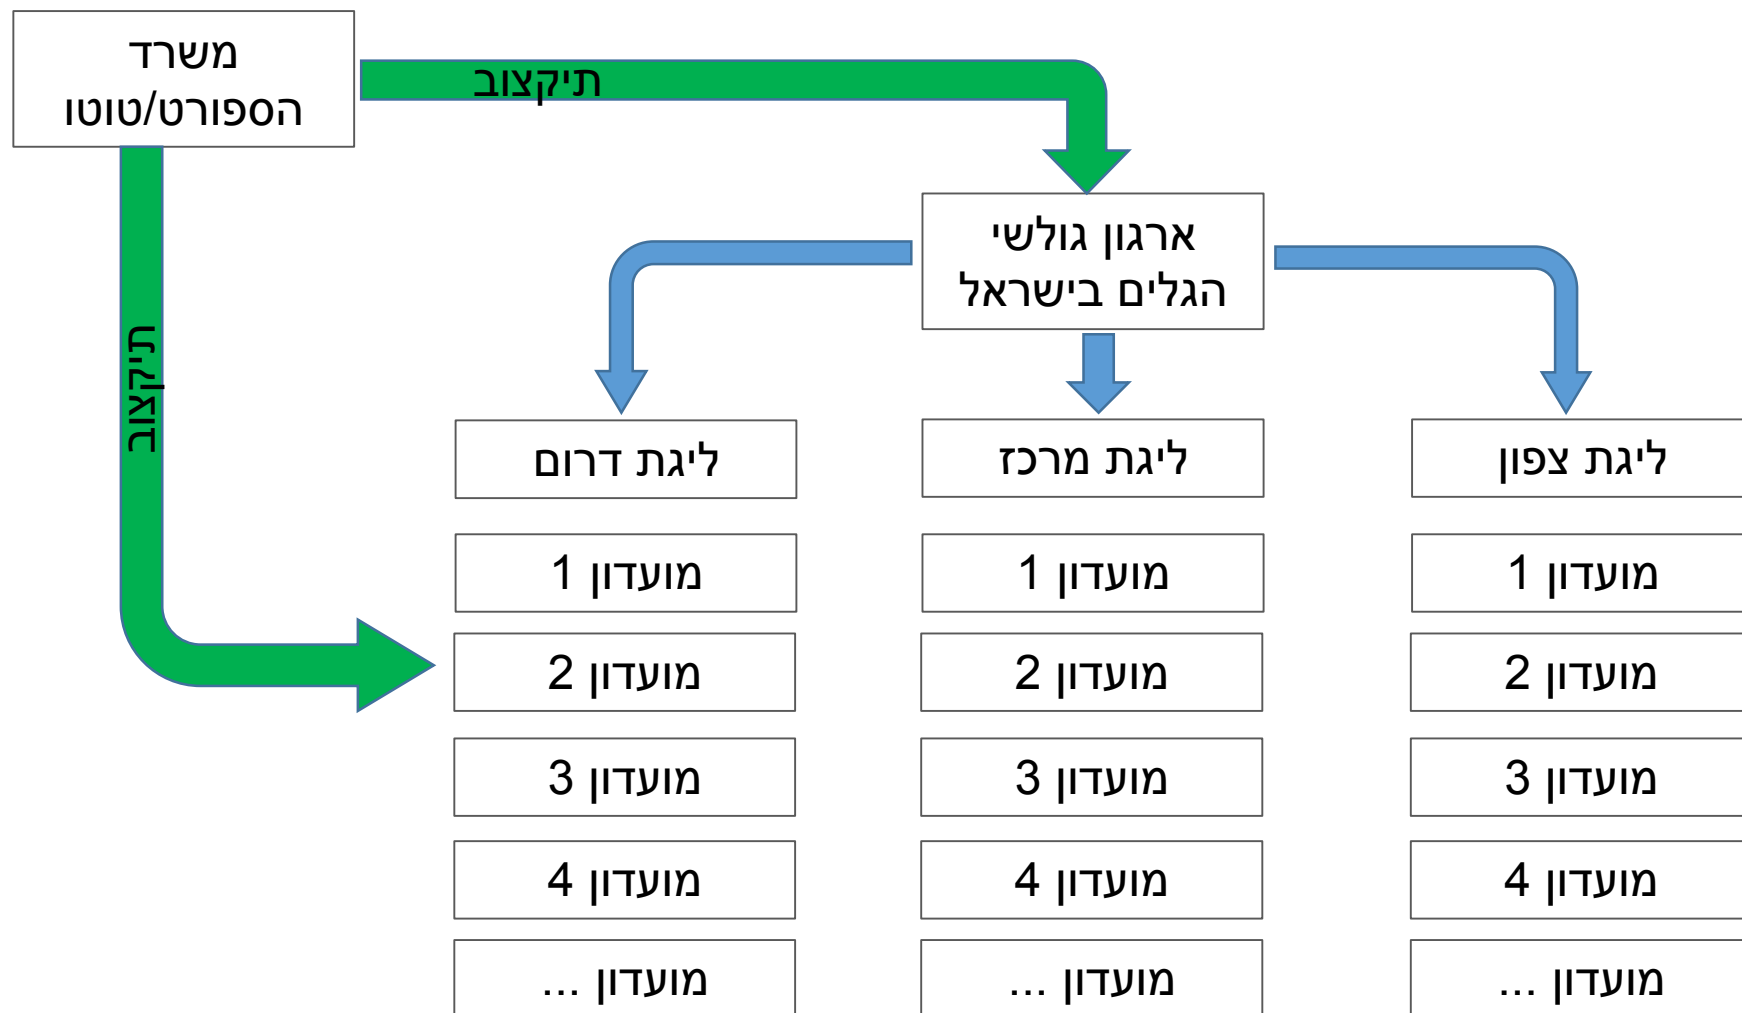 משרד
הספורט/טוטו
תיקצוב
תיקצוב
ארגון גולשי
הגלים בישראל
ליגת צפון
ליגת מרכז
ליגת דרום
מועדון 1
מועדון 1
מועדון 1
מועדון 2
מועדון 2
מועדון 2
מועדון 3
מועדון 3
מועדון 3
מועדון 4
מועדון 4
מועדון 4
מועדון ...
מועדון ...
מועדון ...